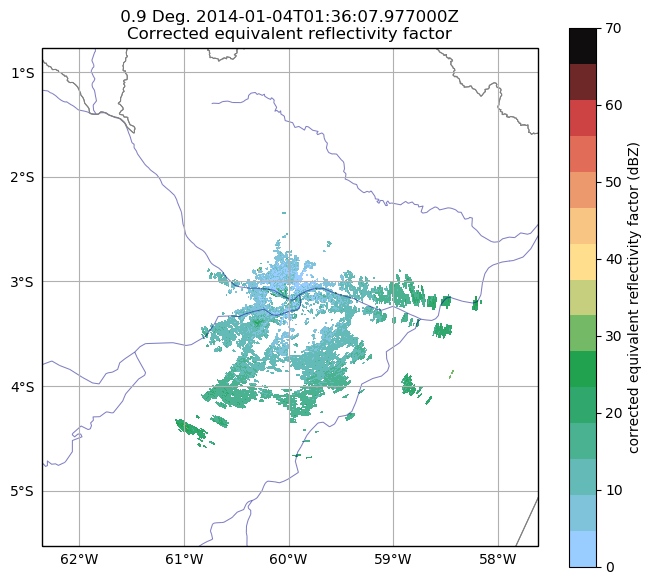 0.9 Deg. 2014-01-04T01:36:07.977000Z
Corrected equivalent reflectivity factor
1°S
2°S
3°S
4°S
5°S
62°W
61°W
60°W
59°W
58°W
70
60
50
40
30
20
10
0
corrected equivalent reflectivity factor (dBZ)